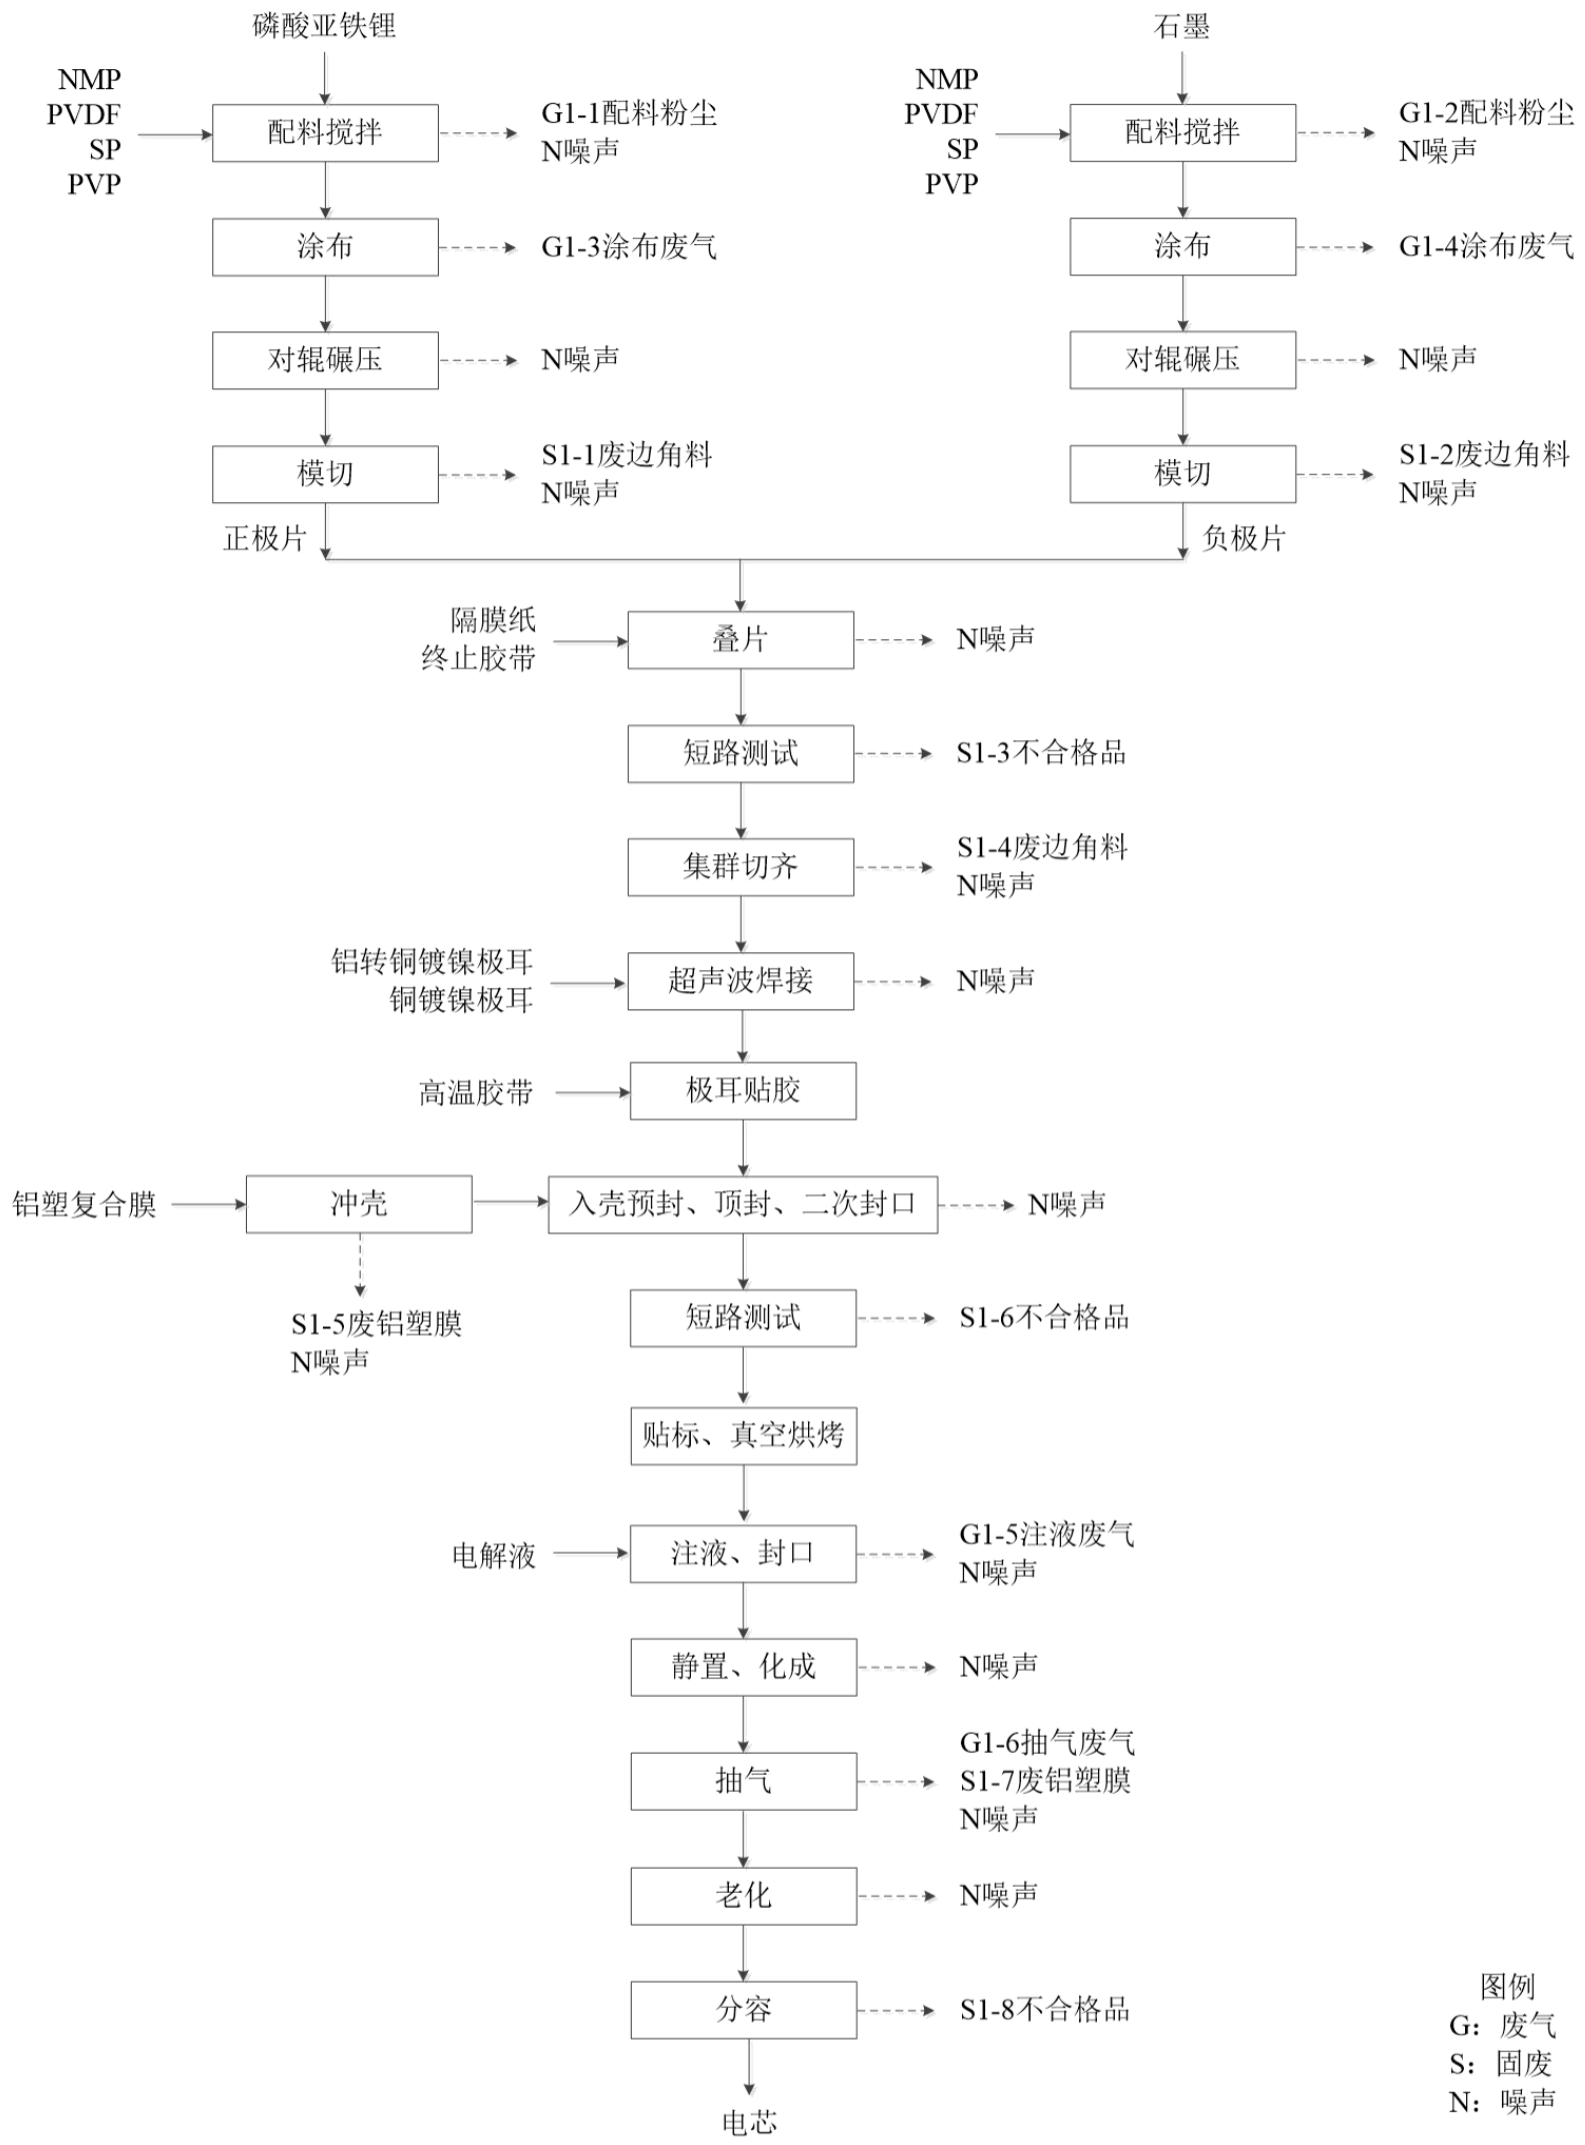 磷酸亚铁锂
NMP
PVDF
SP
PVP
配料搅拌
G1-1配料粉尘
N噪声
涂布
G1-3涂布废气
对辊碾压
N噪声
模切
S1-1废边角料
N噪声
正极片
石墨
NMP
PVDF
SP
PVP
配料搅拌
G1-2配料粉尘
N噪声
涂布
G1-4涂布废气
对辊碾压
N噪声
模切
S1-2废边角料
N噪声
负极片
隔膜纸
终止胶带
叠片
N噪声
短路测试
S1-3不合格品
集群切齐
S1-4废边角料
N噪声
铝转铜镀镍极耳
铜镀镍极耳
超声波焊接
N噪声
高温胶带
极耳贴胶
铝塑复合膜
冲壳
S1-5废铝塑膜
N噪声
入壳预封、顶封、二次封口
N噪声
短路测试
S1-6不合格品
贴标、真空烘烤
电解液
注液、封口
G1-5注液废气
N噪声
静置、化成
N噪声
抽气
G1-6抽气废气
S1-7废铝塑膜
N噪声
老化
N噪声
分容
S1-8不合格品
电芯
图例
G：废气
S：固废
N：噪声